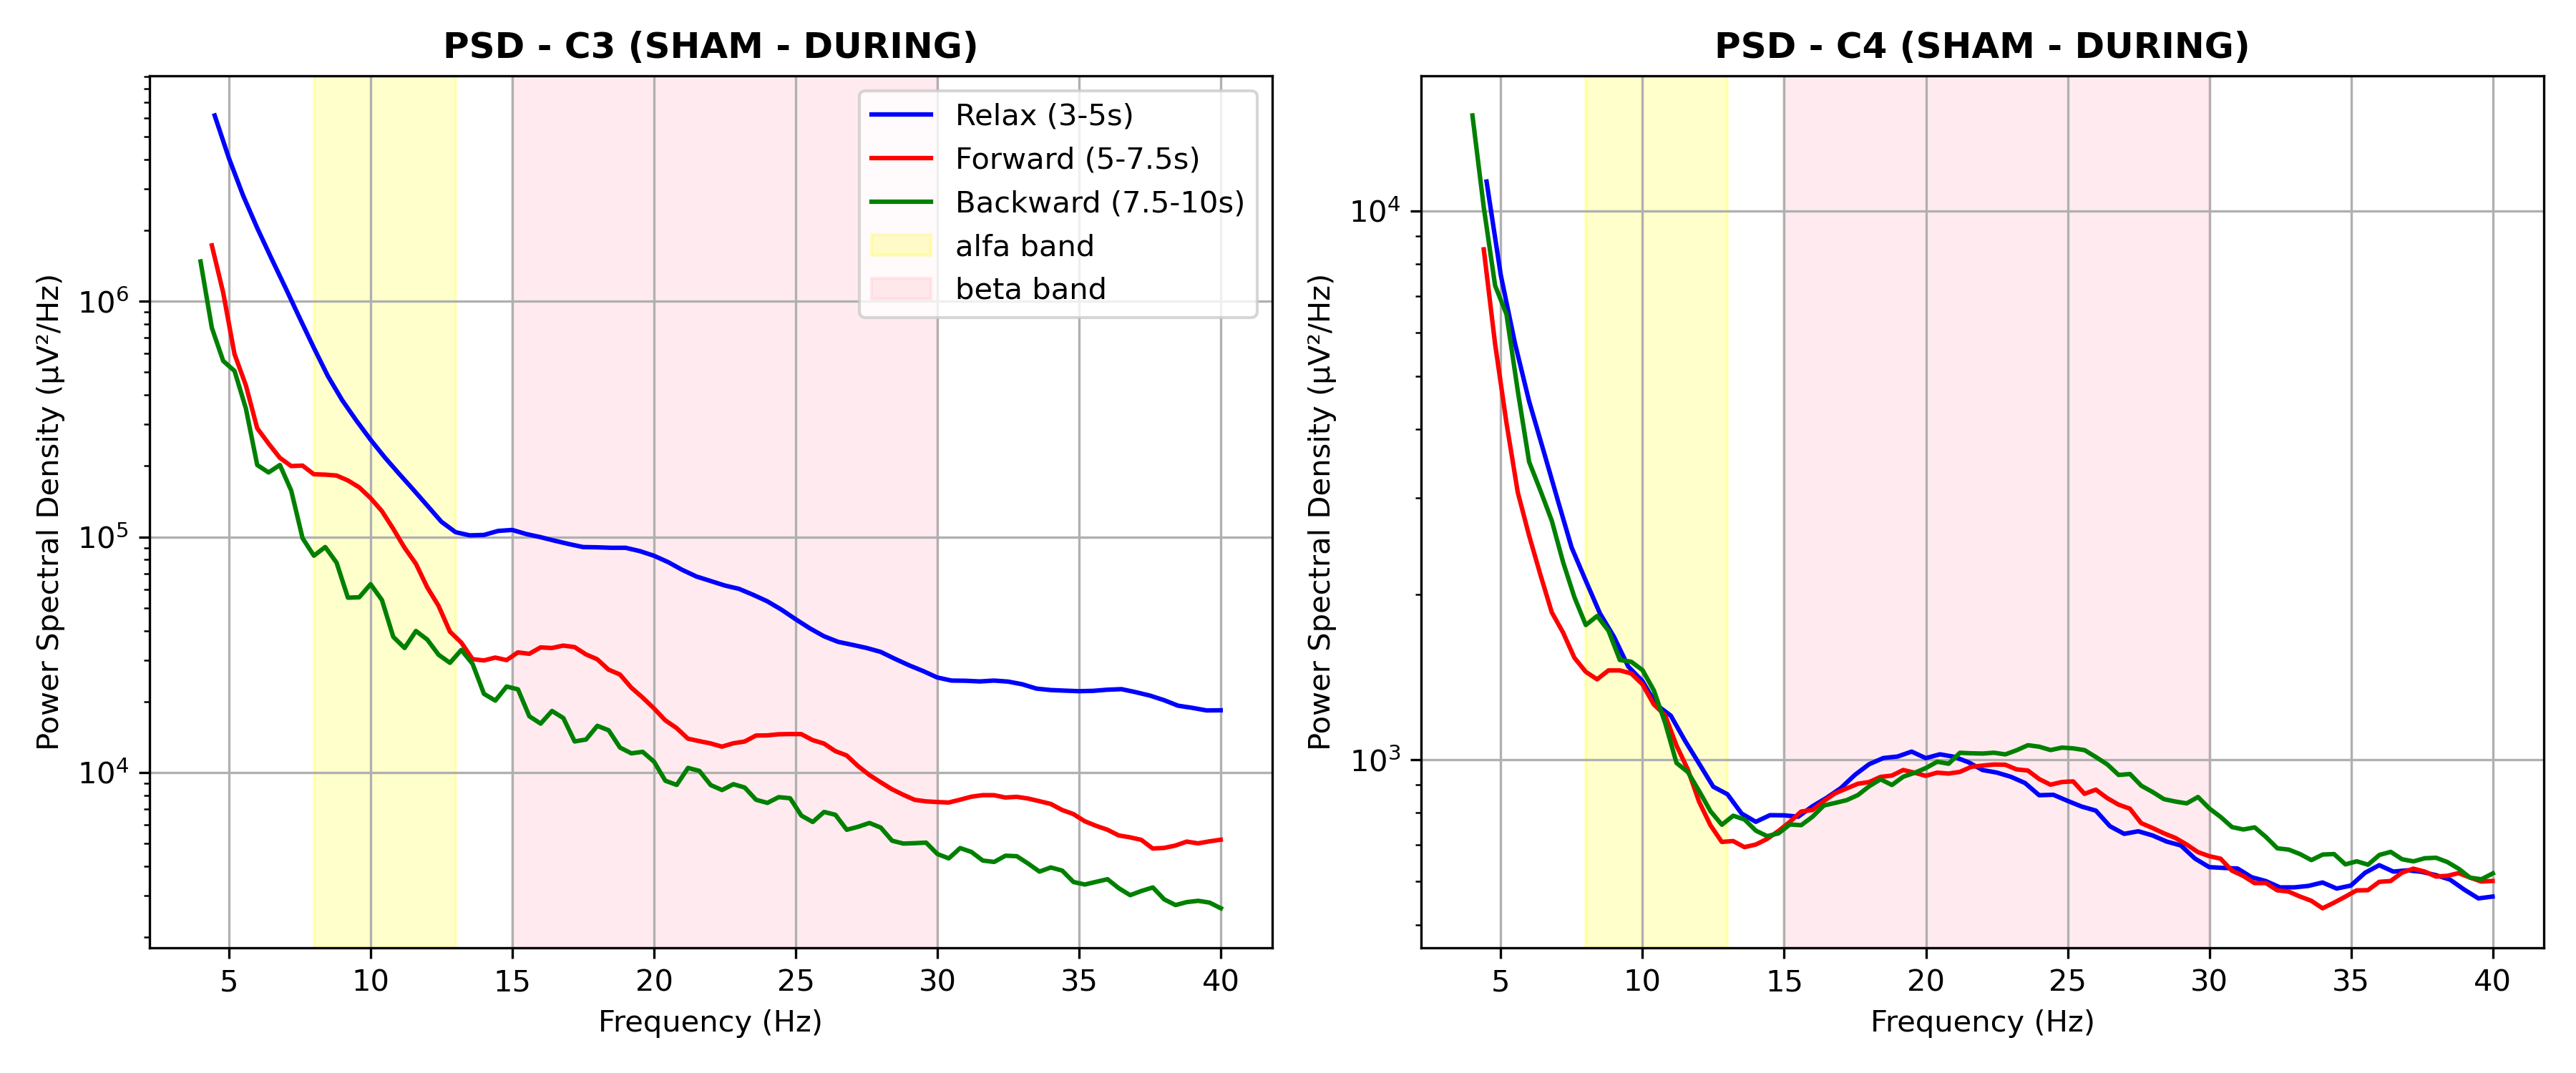 PSD - C3 (SHAM - DURING)
Power Spectral Density (µV²/Hz)
10⁶
10⁵
10⁴
Relax (3-5s)
Forward (5-7.5s)
Backward (7.5-10s)
alfa band
beta band
5 10 15 20 25 30 35 40
Frequency (Hz)
PSD - C4 (SHAM - DURING)
Power Spectral Density (µV²/Hz)
10⁴
10³
5 10 15 20 25 30 35 40
Frequency (Hz)